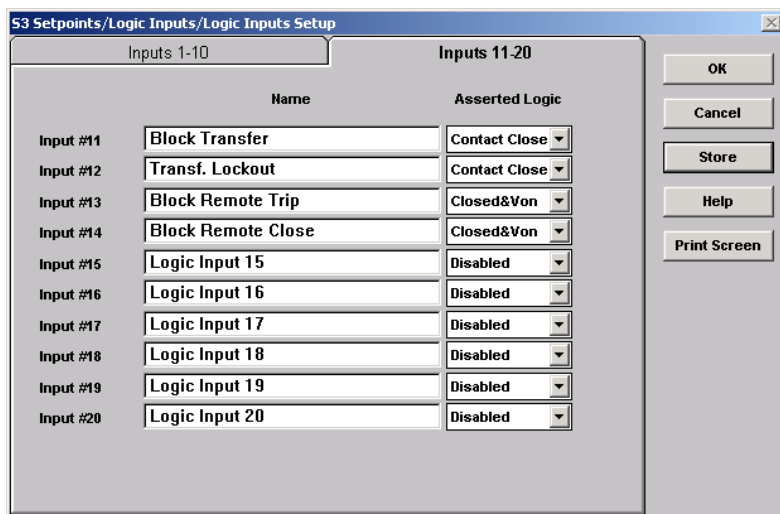 S3 Setpoints/Logic Inputs/Logic Inputs Setup
Inputs 1-10
Inputs 11-20
Name
Asserted Logic
Input #11
Block Transfer
Contact Close
Input #12
Transf. Lockout
Contact Close
Input #13
Block Remote Trip
Closed&Von
Input #14
Block Remote Close
Closed&Von
Input #15
Logic Input 15
Disabled
Input #16
Logic Input 16
Disabled
Input #17
Logic Input 17
Disabled
Input #18
Logic Input 18
Disabled
Input #19
Logic Input 19
Disabled
Input #20
Logic Input 20
Disabled
OK
Cancel
Store
Help
Print Screen